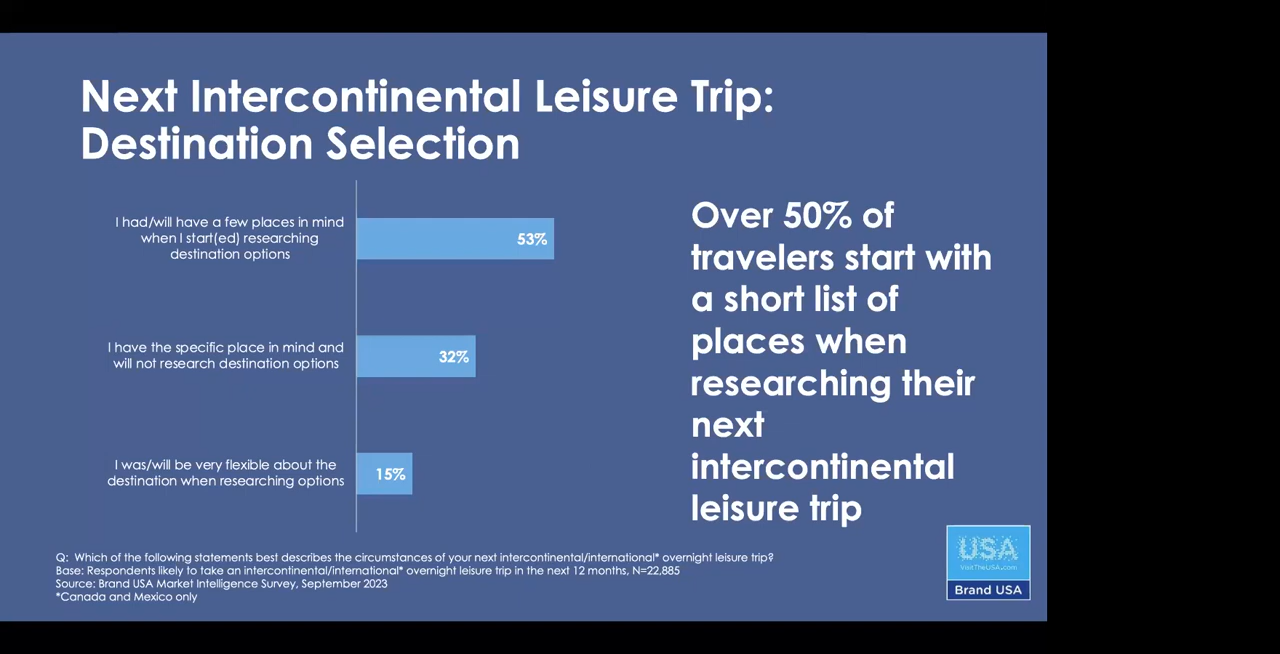 Next Intercontinental Leisure Trip:
Destination Selection
I had/will have a few places in mind
when I start(ed) researching
destination options
53%
I have the specific place in mind and
will not research destination options
32%
I was/will be very flexible about the
destination when researching options
15%
Over 50% of
travelers start with
a short list of
places when
researching their
next
intercontinental
leisure trip
Q:  Which of the following statements best describes the circumstances of your next intercontinental/international* overnight leisure trip?
Base: Respondents likely to take an intercontinental/international* overnight leisure trip in the next 12 months, N=22,885
Source: Brand USA Market Intelligence Survey, September 2023
*Canada and Mexico only
USA
VisitTheUSA.com
Brand USA